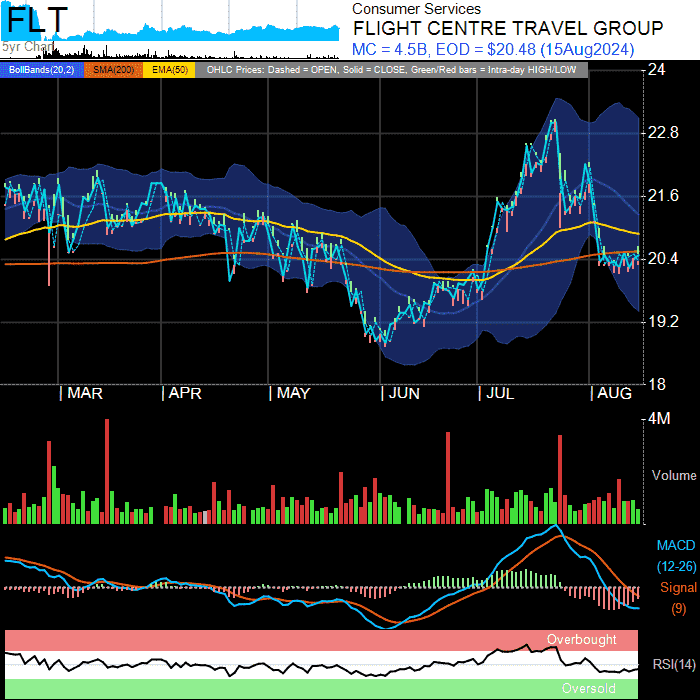 FLT
Consumer Services
FLIGHT CENTRE TRAVEL GROUP
5yr Chart
MC = 4.5B, EOD = $20.48 (15Aug2024)
BollBands(20,2) SMA(200) EMA(50) OHLC Prices: Dashed = OPEN, Solid = CLOSE, Green/Red bars = Intra-day HIGH/LOW
24
22.8
21.6
20.4
19.2
18
| MAR | APR | MAY | JUN | JUL | AUG
4M
Volume
MACD
(12-26)
Signal
(9)
Overbought
RSI(14)
Oversold